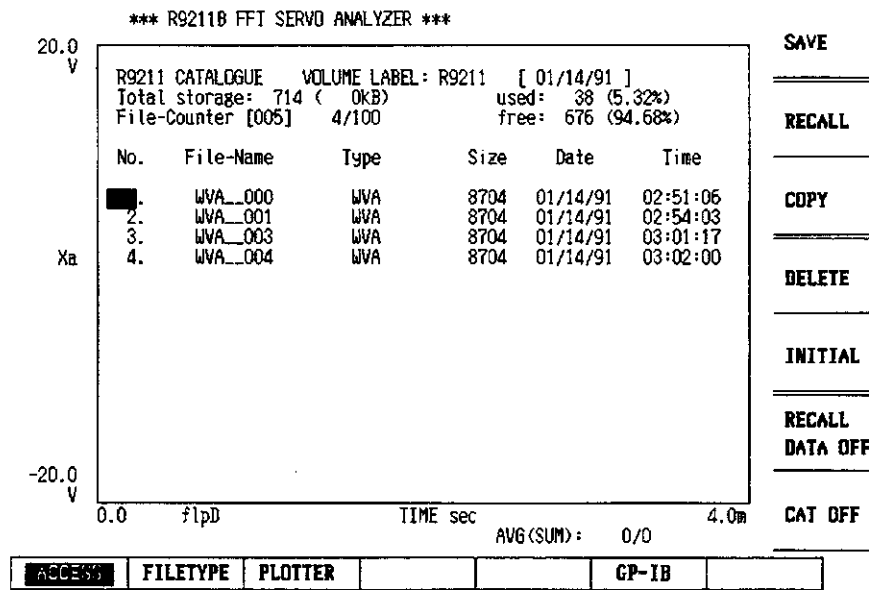 *** R9211B FFT SERVO ANALYZER ***
20.0
V
R9211 CATALOGUE VOLUME LABEL: R9211 [ 01/14/91 ]
Total storage: 714 ( 0KB) used: 38 (5.32%)
File-Counter [005] 4/100 free: 676 (94.68%)
No. File-Name Type Size Date Time
. WVA__000 WVA 8704 01/14/91 02:51:06
2. WVA__001 WVA 8704 01/14/91 02:54:03
3. WVA__003 WVA 8704 01/14/91 03:01:17
4. WVA__004 WVA 8704 01/14/91 03:02:00
Xa
-20.0
V
0.0 flpD TIME sec 4.0m
AVG(SUM): 0/0
SAVE
RECALL
COPY
DELETE
INITIAL
RECALL
DATA OFF
CAT OFF
ACCESS FILETYPE PLOTTER GP-IB